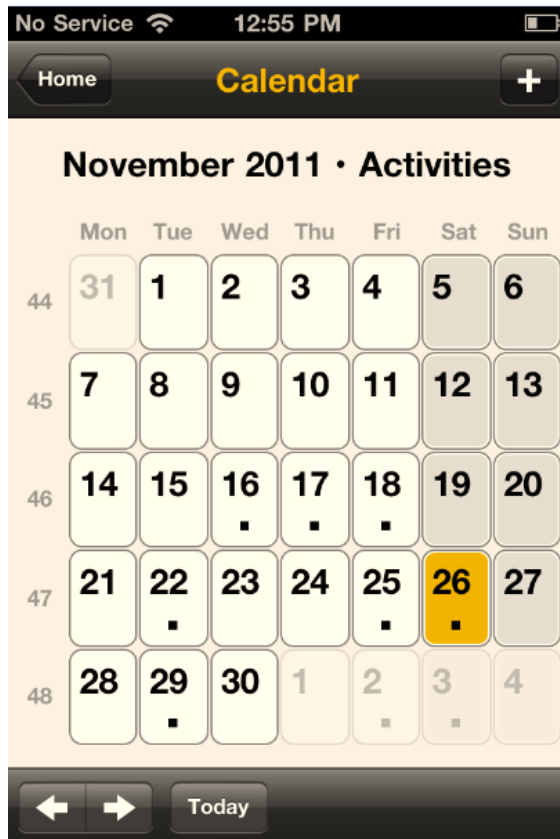 No Service 12:55 PM
Home Calendar +
November 2011 · Activities
Mon Tue Wed Thu Fri Sat Sun
44 31 1 2 3 4 5 6
45 7 8 9 10 11 12 13
46 14 15 16 17 18 19 20
47 21 22 23 24 25 26 27
48 28 29 30 1 2 3 4
Today